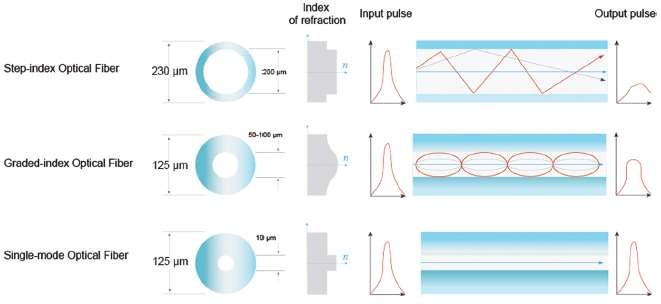 Index
of refraction
Input pulse
Output pulse
Step-index Optical Fiber
230 µm
200 µm
n
Graded-index Optical Fiber
125 µm
50-100 µm
n
Single-mode Optical Fiber
125 µm
10 µm
n